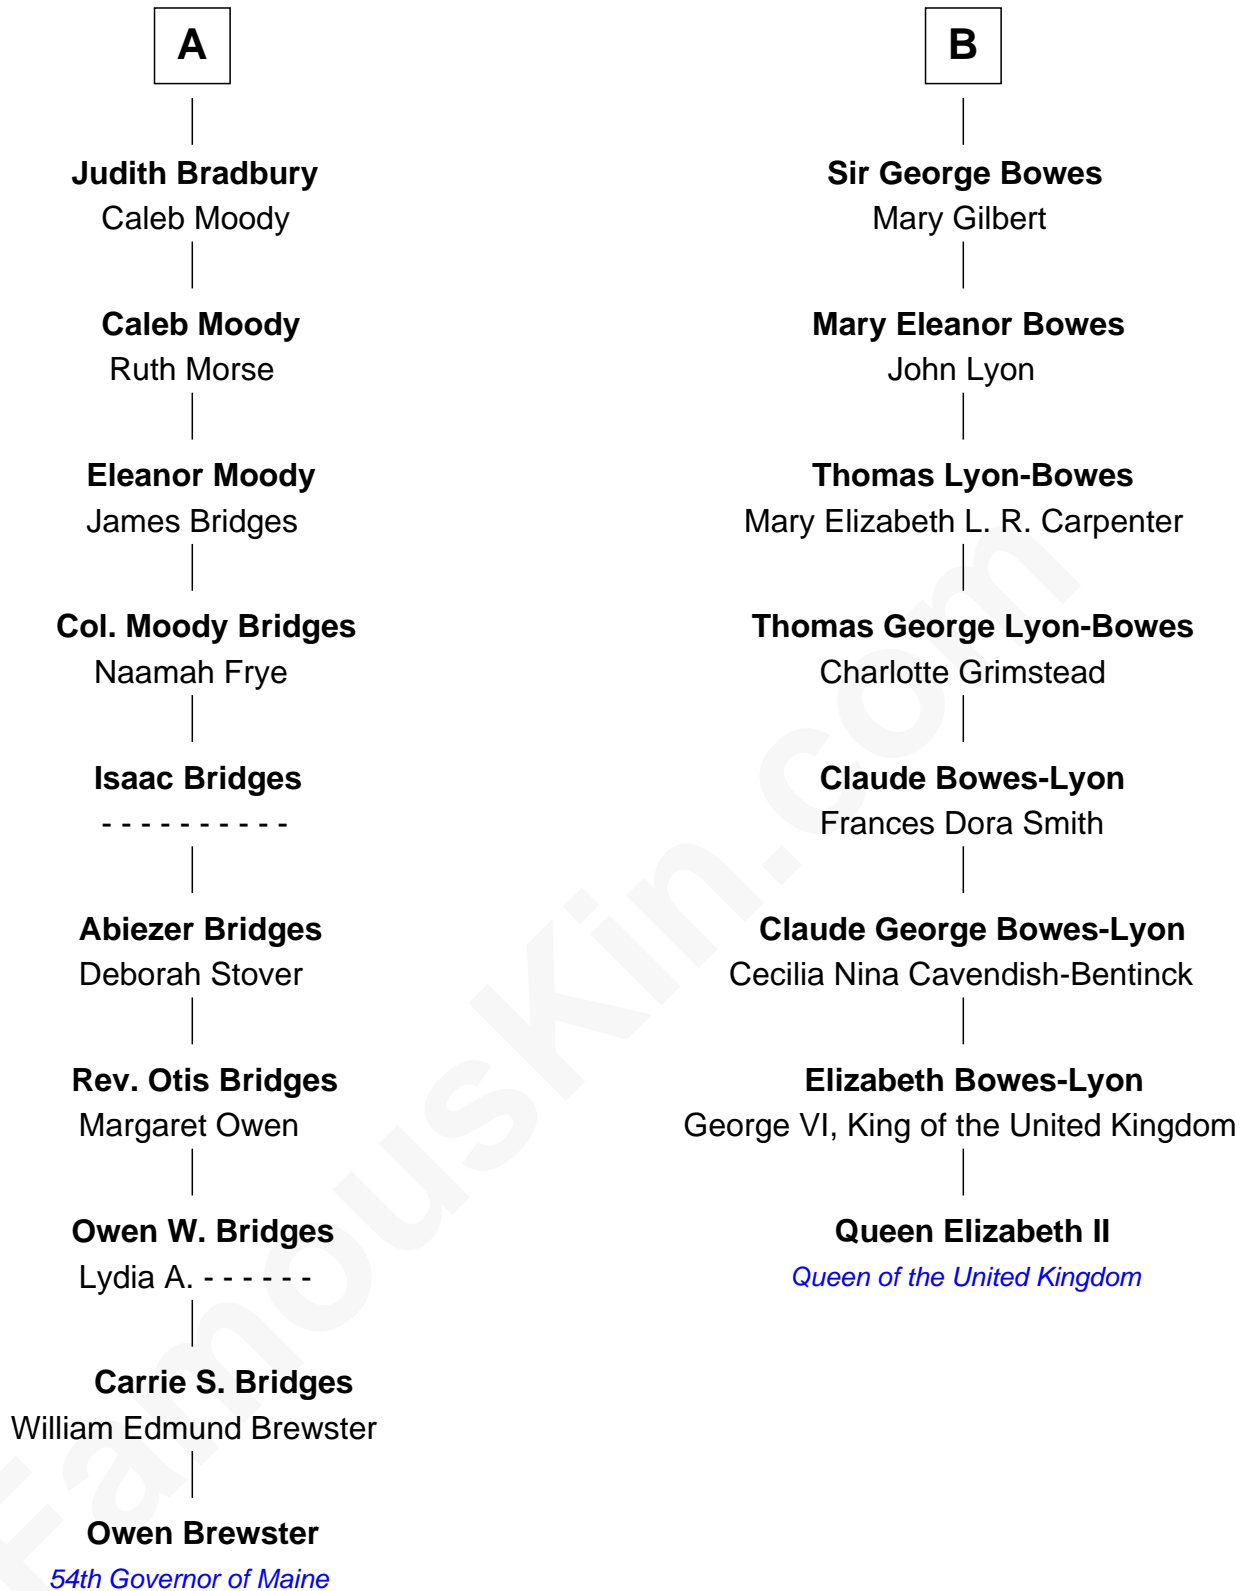 A
Judith Bradbury
Caleb Moody
Caleb Moody
Ruth Morse
Eleanor Moody
James Bridges
Col. Moody Bridges
Naamah Frye
Isaac Bridges
- - - - - - - - - -
Abiezer Bridges
Deborah Stover
Rev. Otis Bridges
Margaret Owen
Owen W. Bridges
Lydia A. - - - - - -
Carrie S. Bridges
William Edmund Brewster
Owen Brewster
54th Governor of Maine
B
Sir George Bowes
Mary Gilbert
Mary Eleanor Bowes
John Lyon
Thomas Lyon-Bowes
Mary Elizabeth L. R. Carpenter
Thomas George Lyon-Bowes
Charlotte Grimstead
Claude Bowes-Lyon
Frances Dora Smith
Claude George Bowes-Lyon
Cecilia Nina Cavendish-Bentinck
Elizabeth Bowes-Lyon
George VI, King of the United Kingdom
Queen Elizabeth II
Queen of the United Kingdom
FamousKin.com